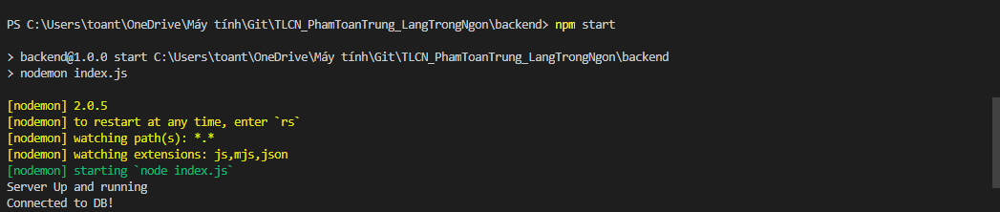 PS C:\Users\toant\OneDrive\Máy tính\Git\TLCN_PhamToanTrung_LangTrongNgon\backend> npm start
> backend@1.0.0 start C:\Users\toant\OneDrive\Máy tính\Git\TLCN_PhamToanTrung_LangTrongNgon\backend
> nodemon index.js
[nodemon] 2.0.5
[nodemon] to restart at any time, enter `rs`
[nodemon] watching path(s): *.*
[nodemon] watching extensions: js,mjs,json
[nodemon] starting `node index.js`
Server Up and running
Connected to DB!